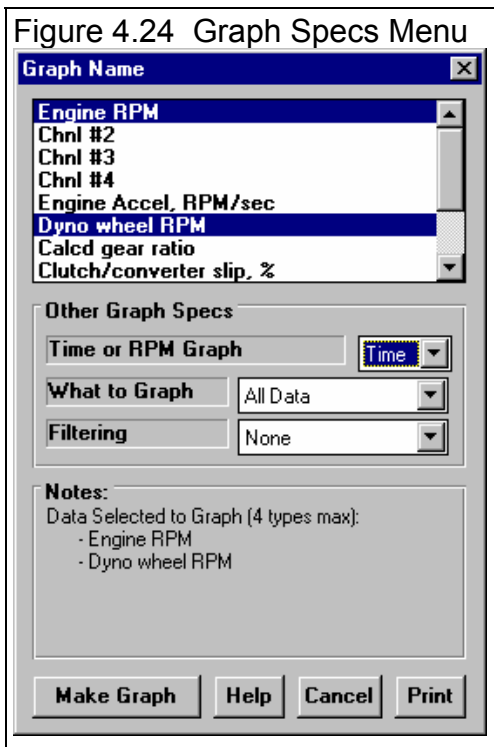 Figure 4.24  Graph Specs Menu
Graph Name
Engine RPM
Chnl #2
Chnl #3
Chnl #4
Engine Accel, RPM/sec
Dyno wheel RPM
Calcd gear ratio
Clutch/converter slip, %
Other Graph Specs
Time or RPM Graph Time
What to Graph All Data
Filtering None
Notes:
Data Selected to Graph (4 types max):
- Engine RPM
- Dyno wheel RPM
Make Graph Help Cancel Print